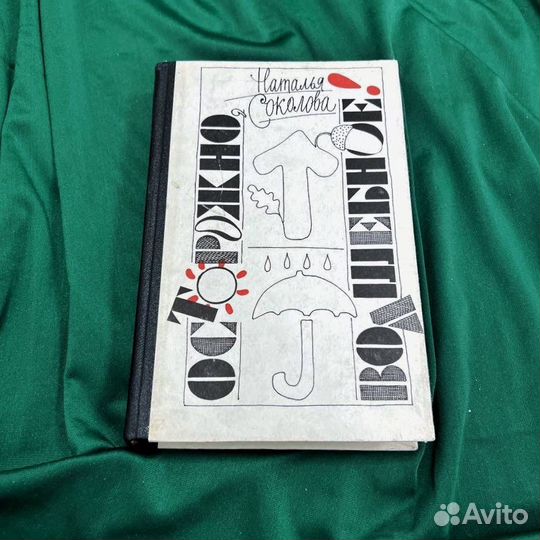 Наталья
Соколова
ОСТОРОЖНО,
ВОЛШЕБНОЕ!
Avito